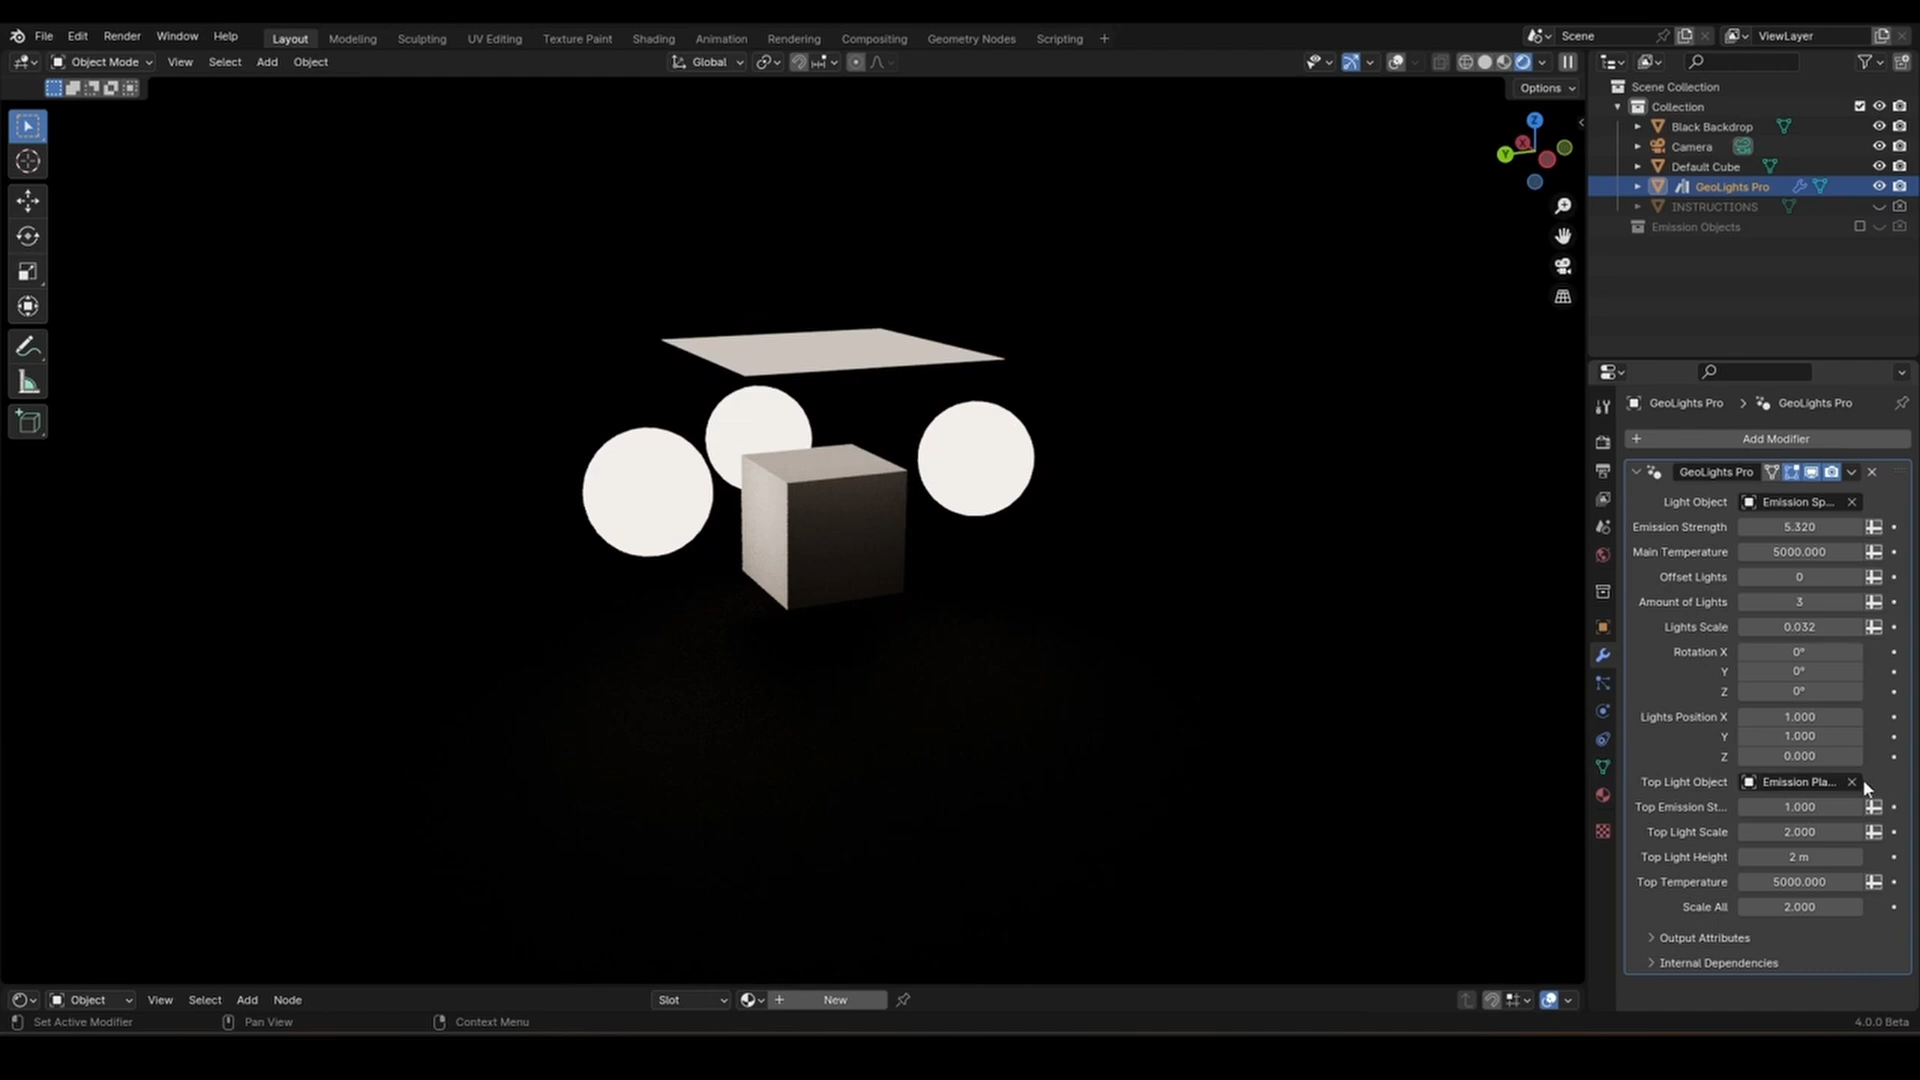 File Edit Render Window Help Layout Modeling Sculpting UV Editing Texture Paint Shading Animation Rendering Compositing Geometry Nodes Scripting + Scene ViewLayer
Object Mode View Select Add Object Global
Options
Scene Collection
Collection
Black Backdrop
Camera
Default Cube
GeoLights Pro
INSTRUCTIONS
Emission Objects
Z
X
Y
GeoLights Pro > GeoLights Pro
+ Add Modifier
GeoLights Pro
Light Object Emission Sp...
Emission Strength 5.320
Main Temperature 5000.000
Offset Lights 0
Amount of Lights 3
Lights Scale 0.032
Rotation X 0°
Y 0°
Z 0°
Lights Position X 1.000
Y 1.000
Z 0.000
Top Light Object Emission Pla...
Top Emission St... 1.000
Top Light Scale 2.000
Top Light Height 2 m
Top Temperature 5000.000
Scale All 2.000
Output Attributes
Internal Dependencies
Object View Select Add Node Slot + New
Set Active Modifier Pan View Context Menu 4.0.0 Beta